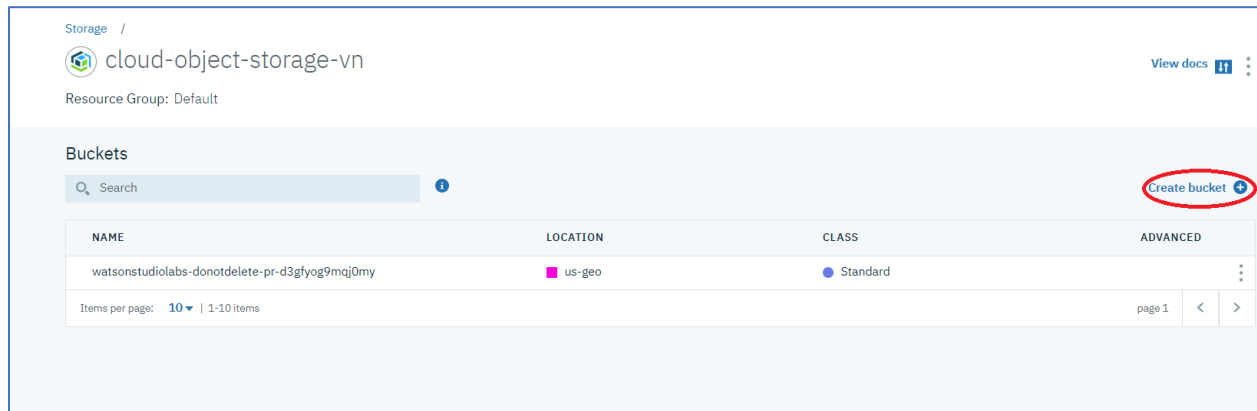 Storage /
cloud-object-storage-vn
View docs
Resource Group: Default
Buckets
Search
Create bucket
NAME LOCATION CLASS ADVANCED
watsonstudiolabs-donotdelete-pr-d3gfyog9mqj0my us-geo Standard
Items per page: 10 | 1-10 items page 1